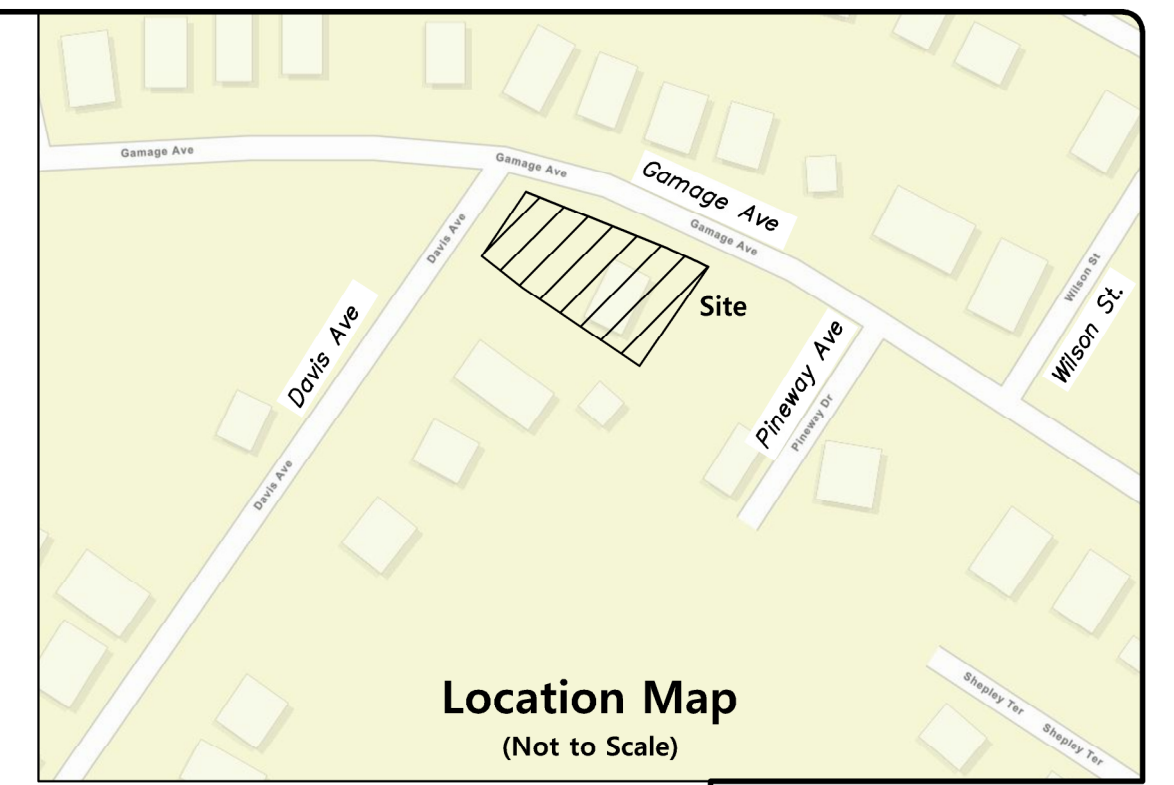 Gamage Ave
Gamage Ave
Gamage Ave
Gamage Ave
Davis Ave
Wilson St
Wilson St.
Site
Davis Ave
Pineway Ave
Pineway Dr
Davis Ave
Location Map
(Not to Scale)
Shepley Ter
Shepley Ter